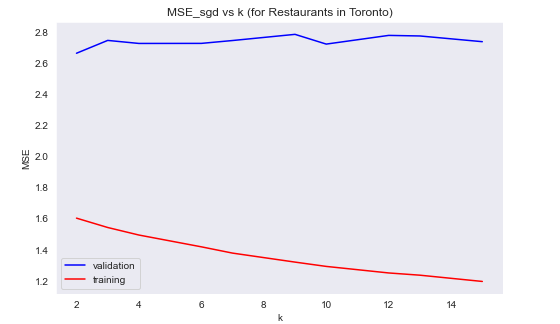 MSE_sgd vs k (for Restaurants in Toronto)
2.8
2.6
2.4
2.2
2.0
1.8
1.6
1.4
1.2
MSE
validation
training
2 4 6 8 10 12 14
k